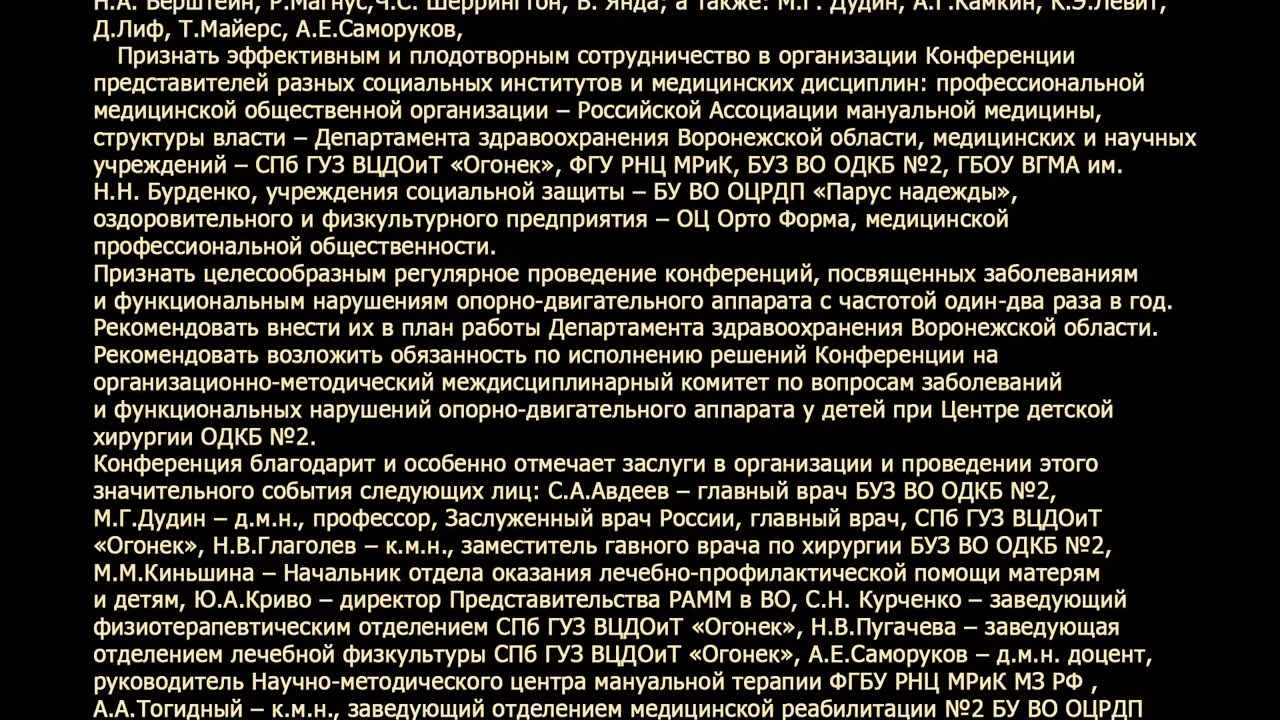 Н.А. Берштейн, Р.Магнус,Ч.С. Шеррингтон, В. Янда; а также: М.Г. Дудин, А.Г.Камкин, К.Э.Левит,
Д.Лиф, Т.Майерс, А.Е.Саморуков,
Признать эффективным и плодотворным сотрудничество в организации Конференции
представителей разных социальных институтов и медицинских дисциплин: профессиональной
медицинской общественной организации – Российской Ассоциации мануальной медицины,
структуры власти – Департамента здравоохранения Воронежской области, медицинских и научных
учреждений – СПб ГУЗ ВЦДОиТ «Огонек», ФГУ РНЦ МРиК, БУЗ ВО ОДКБ №2, ГБОУ ВГМА им.
Н.Н. Бурденко, учреждения социальной защиты – БУ ВО ОЦРДП «Парус надежды»,
оздоровительного и физкультурного предприятия – ОЦ Орто Форма, медицинской
профессиональной общественности.
Признать целесообразным регулярное проведение конференций, посвященных заболеваниям
и функциональным нарушениям опорно-двигательного аппарата с частотой один-два раза в год.
Рекомендовать внести их в план работы Департамента здравоохранения Воронежской области.
Рекомендовать возложить обязанность по исполнению решений Конференции на
организационно-методический междисциплинарный комитет по вопросам заболеваний
и функциональных нарушений опорно-двигательного аппарата у детей при Центре детской
хирургии ОДКБ №2.
Конференция благодарит и особенно отмечает заслуги в организации и проведении этого
значительного события следующих лиц: С.А.Авдеев – главный врач БУЗ ВО ОДКБ №2,
М.Г.Дудин – д.м.н., профессор, Заслуженный врач России, главный врач, СПб ГУЗ ВЦДОиТ
«Огонек», Н.В.Глаголев – к.м.н., заместитель гавного врача по хирургии БУЗ ВО ОДКБ №2,
М.М.Киньшина – Начальник отдела оказания лечебно-профилактической помощи матерям
и детям, Ю.А.Криво – директор Представительства РАММ в ВО, С.Н. Курченко – заведующий
физиотерапевтическим отделением СПб ГУЗ ВЦДОиТ «Огонек», Н.В.Пугачева – заведующая
отделением лечебной физкультуры СПб ГУЗ ВЦДОиТ «Огонек», А.Е.Саморуков – д.м.н. доцент,
руководитель Научно-методического центра мануальной терапии ФГБУ РНЦ МРиК МЗ РФ ,
А.А.Тогидный – к.м.н., заведующий отделением медицинской реабилитации №2 БУ ВО ОЦРДП